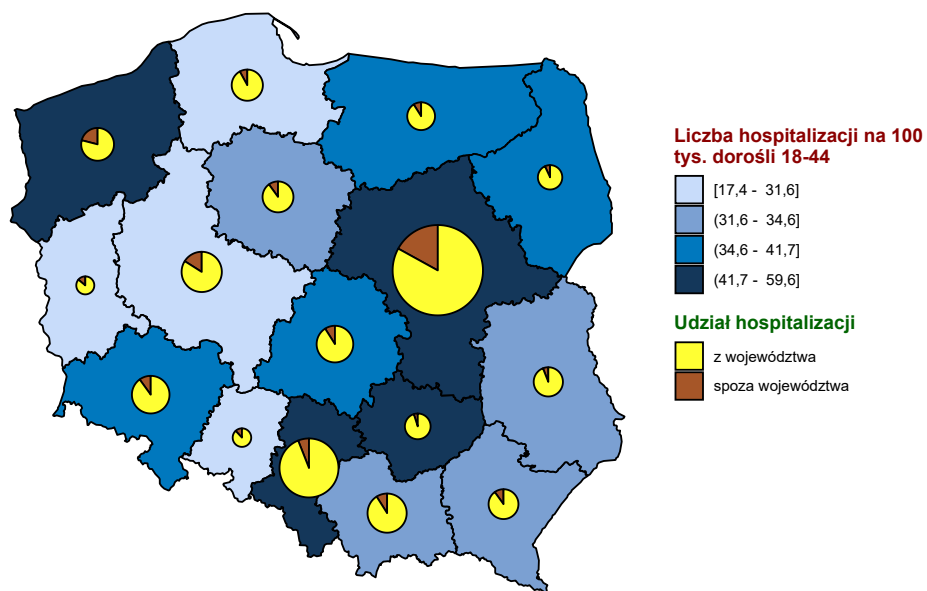 Liczba hospitalizacji na 100
tys. dorośli 18-44
[17,4 - 31,6]
(31,6 - 34,6]
(34,6 - 41,7]
(41,7 - 59,6]
Udział hospitalizacji
z województwa
spoza województwa